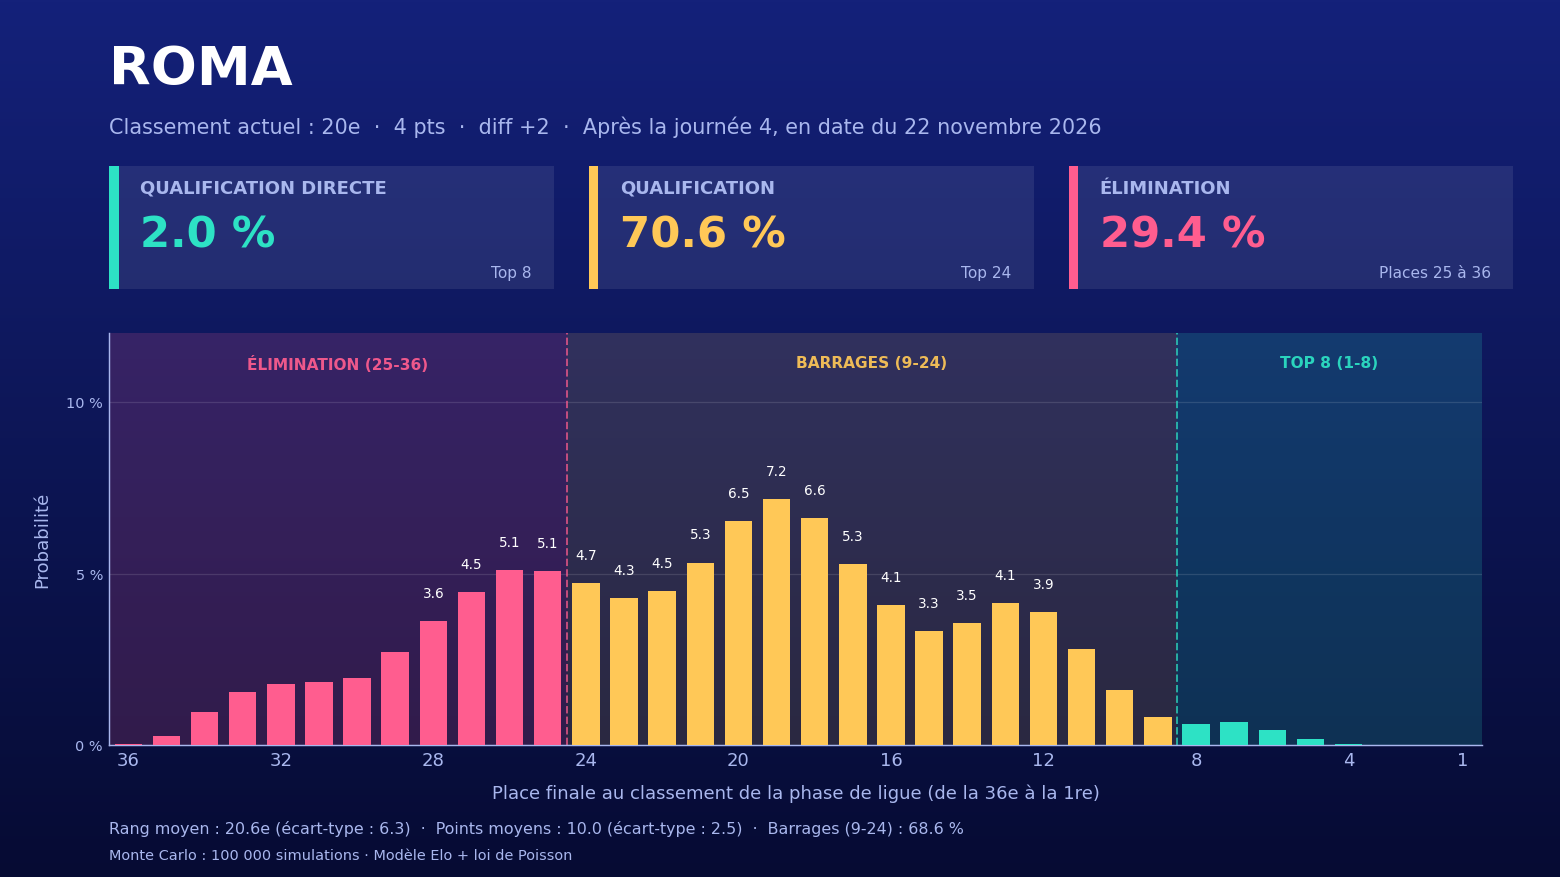 ROMA
Classement actuel : 20e · 4 pts · diff +2 · Après la journée 4, en date du 22 novembre 2026
QUALIFICATION DIRECTE
2.0 %
Top 8
QUALIFICATION
70.6 %
Top 24
ÉLIMINATION
29.4 %
Places 25 à 36
ÉLIMINATION (25-36)
BARRAGES (9-24)
TOP 8 (1-8)
Probabilité
10 %
5 %
0 %
3.6
4.5
5.1
5.1
4.7
4.3
4.5
5.3
6.5
7.2
6.6
5.3
4.1
3.3
3.5
4.1
3.9
36 32 28 24 20 16 12 8 4 1
Place finale au classement de la phase de ligue (de la 36e à la 1re)
Rang moyen : 20.6e (écart-type : 6.3) · Points moyens : 10.0 (écart-type : 2.5) · Barrages (9-24) : 68.6 %
Monte Carlo : 100 000 simulations · Modèle Elo + loi de Poisson